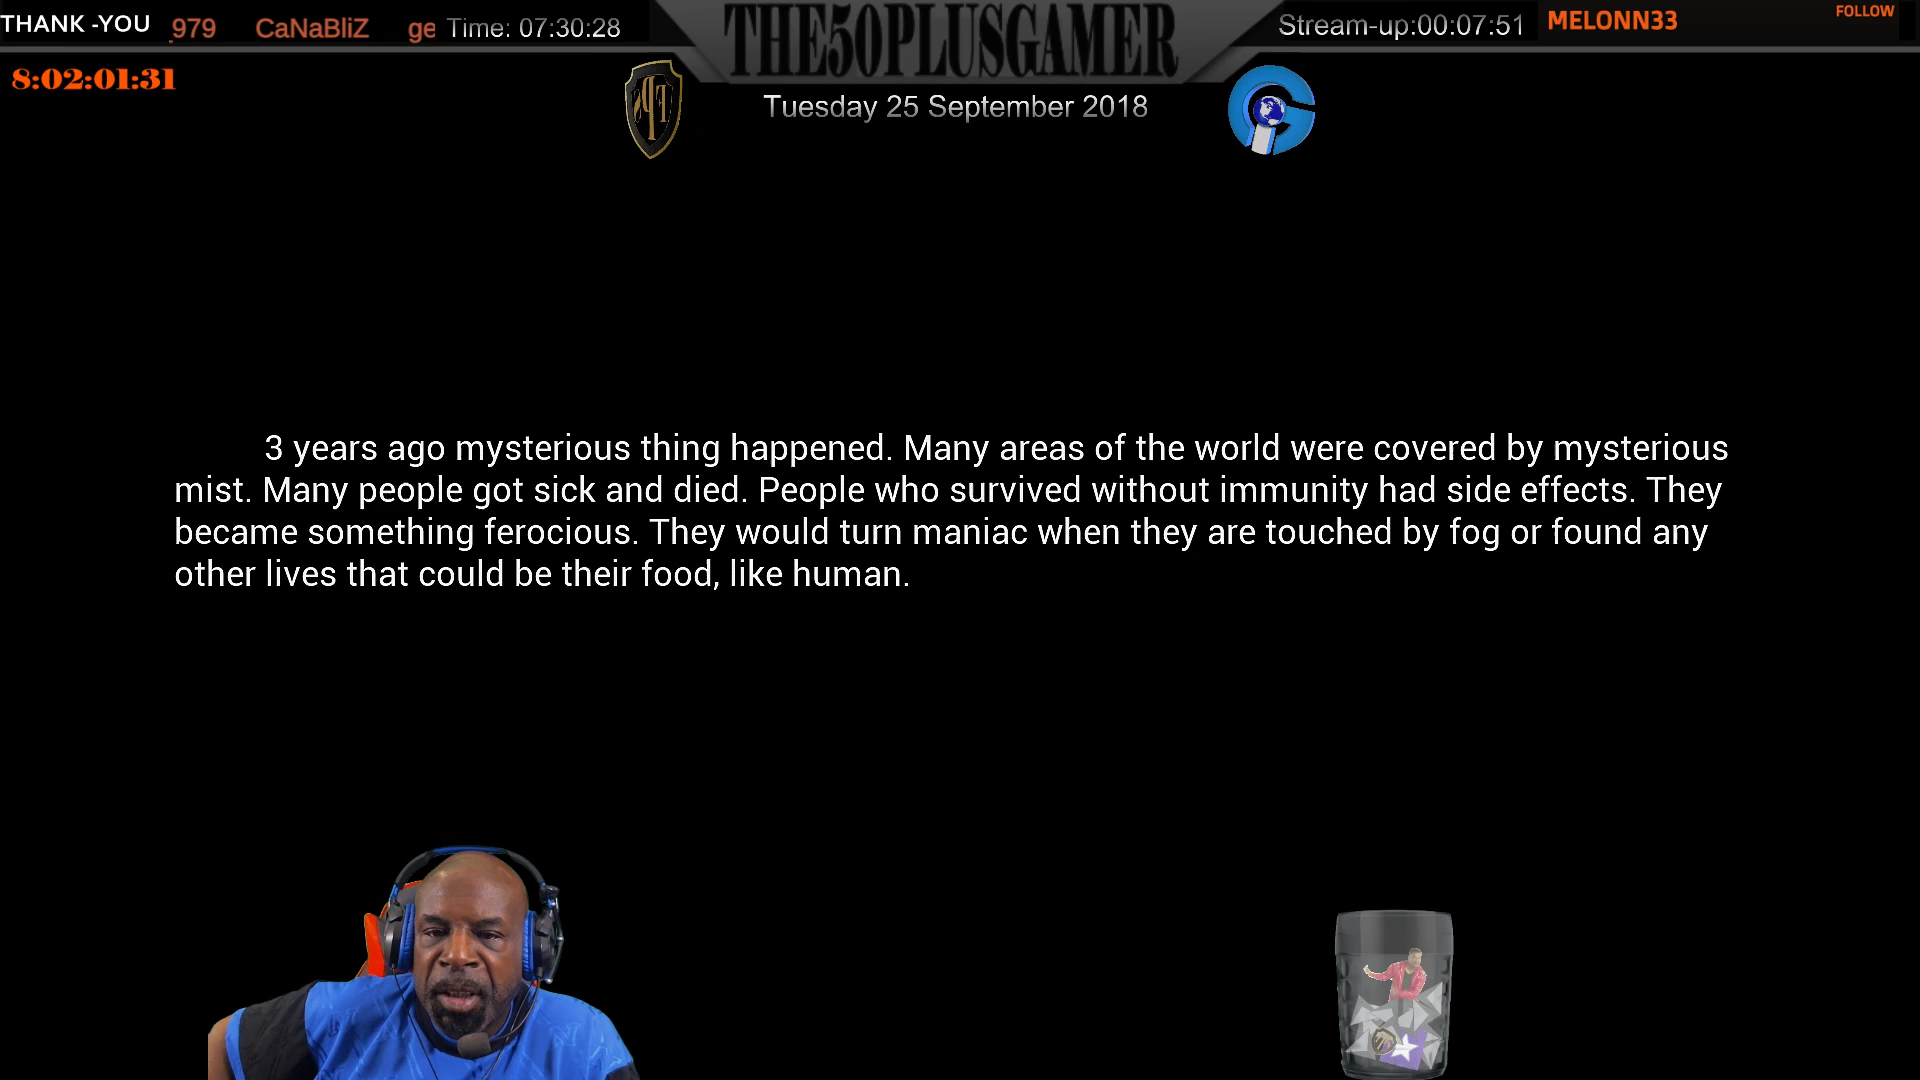 THANK -YOU 979 CaNaBliZ ge Time: 07:30:28 THE50PLUSGAMER Stream-up:00:07:51 MELONN33 FOLLOW
8:02:01:31
Tuesday 25 September 2018
3 years ago mysterious thing happened. Many areas of the world were covered by mysterious
mist. Many people got sick and died. People who survived without immunity had side effects. They
became something ferocious. They would turn maniac when they are touched by fog or found any
other lives that could be their food, like human.